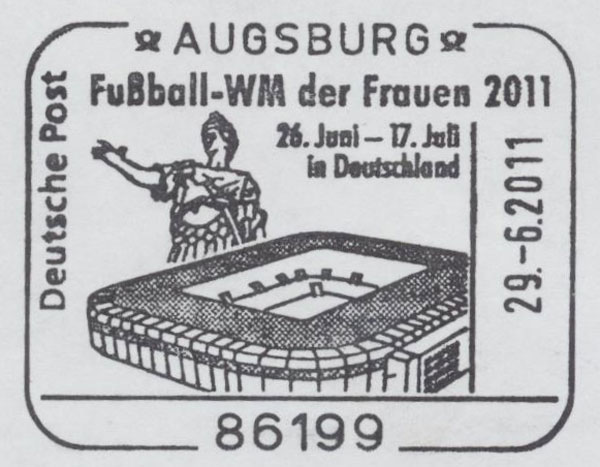 AUGSBURG
Fußball-WM der Frauen 2011
26. Juni – 17. Juli
in Deutschland
Deutsche Post
29.-6.2011
86199